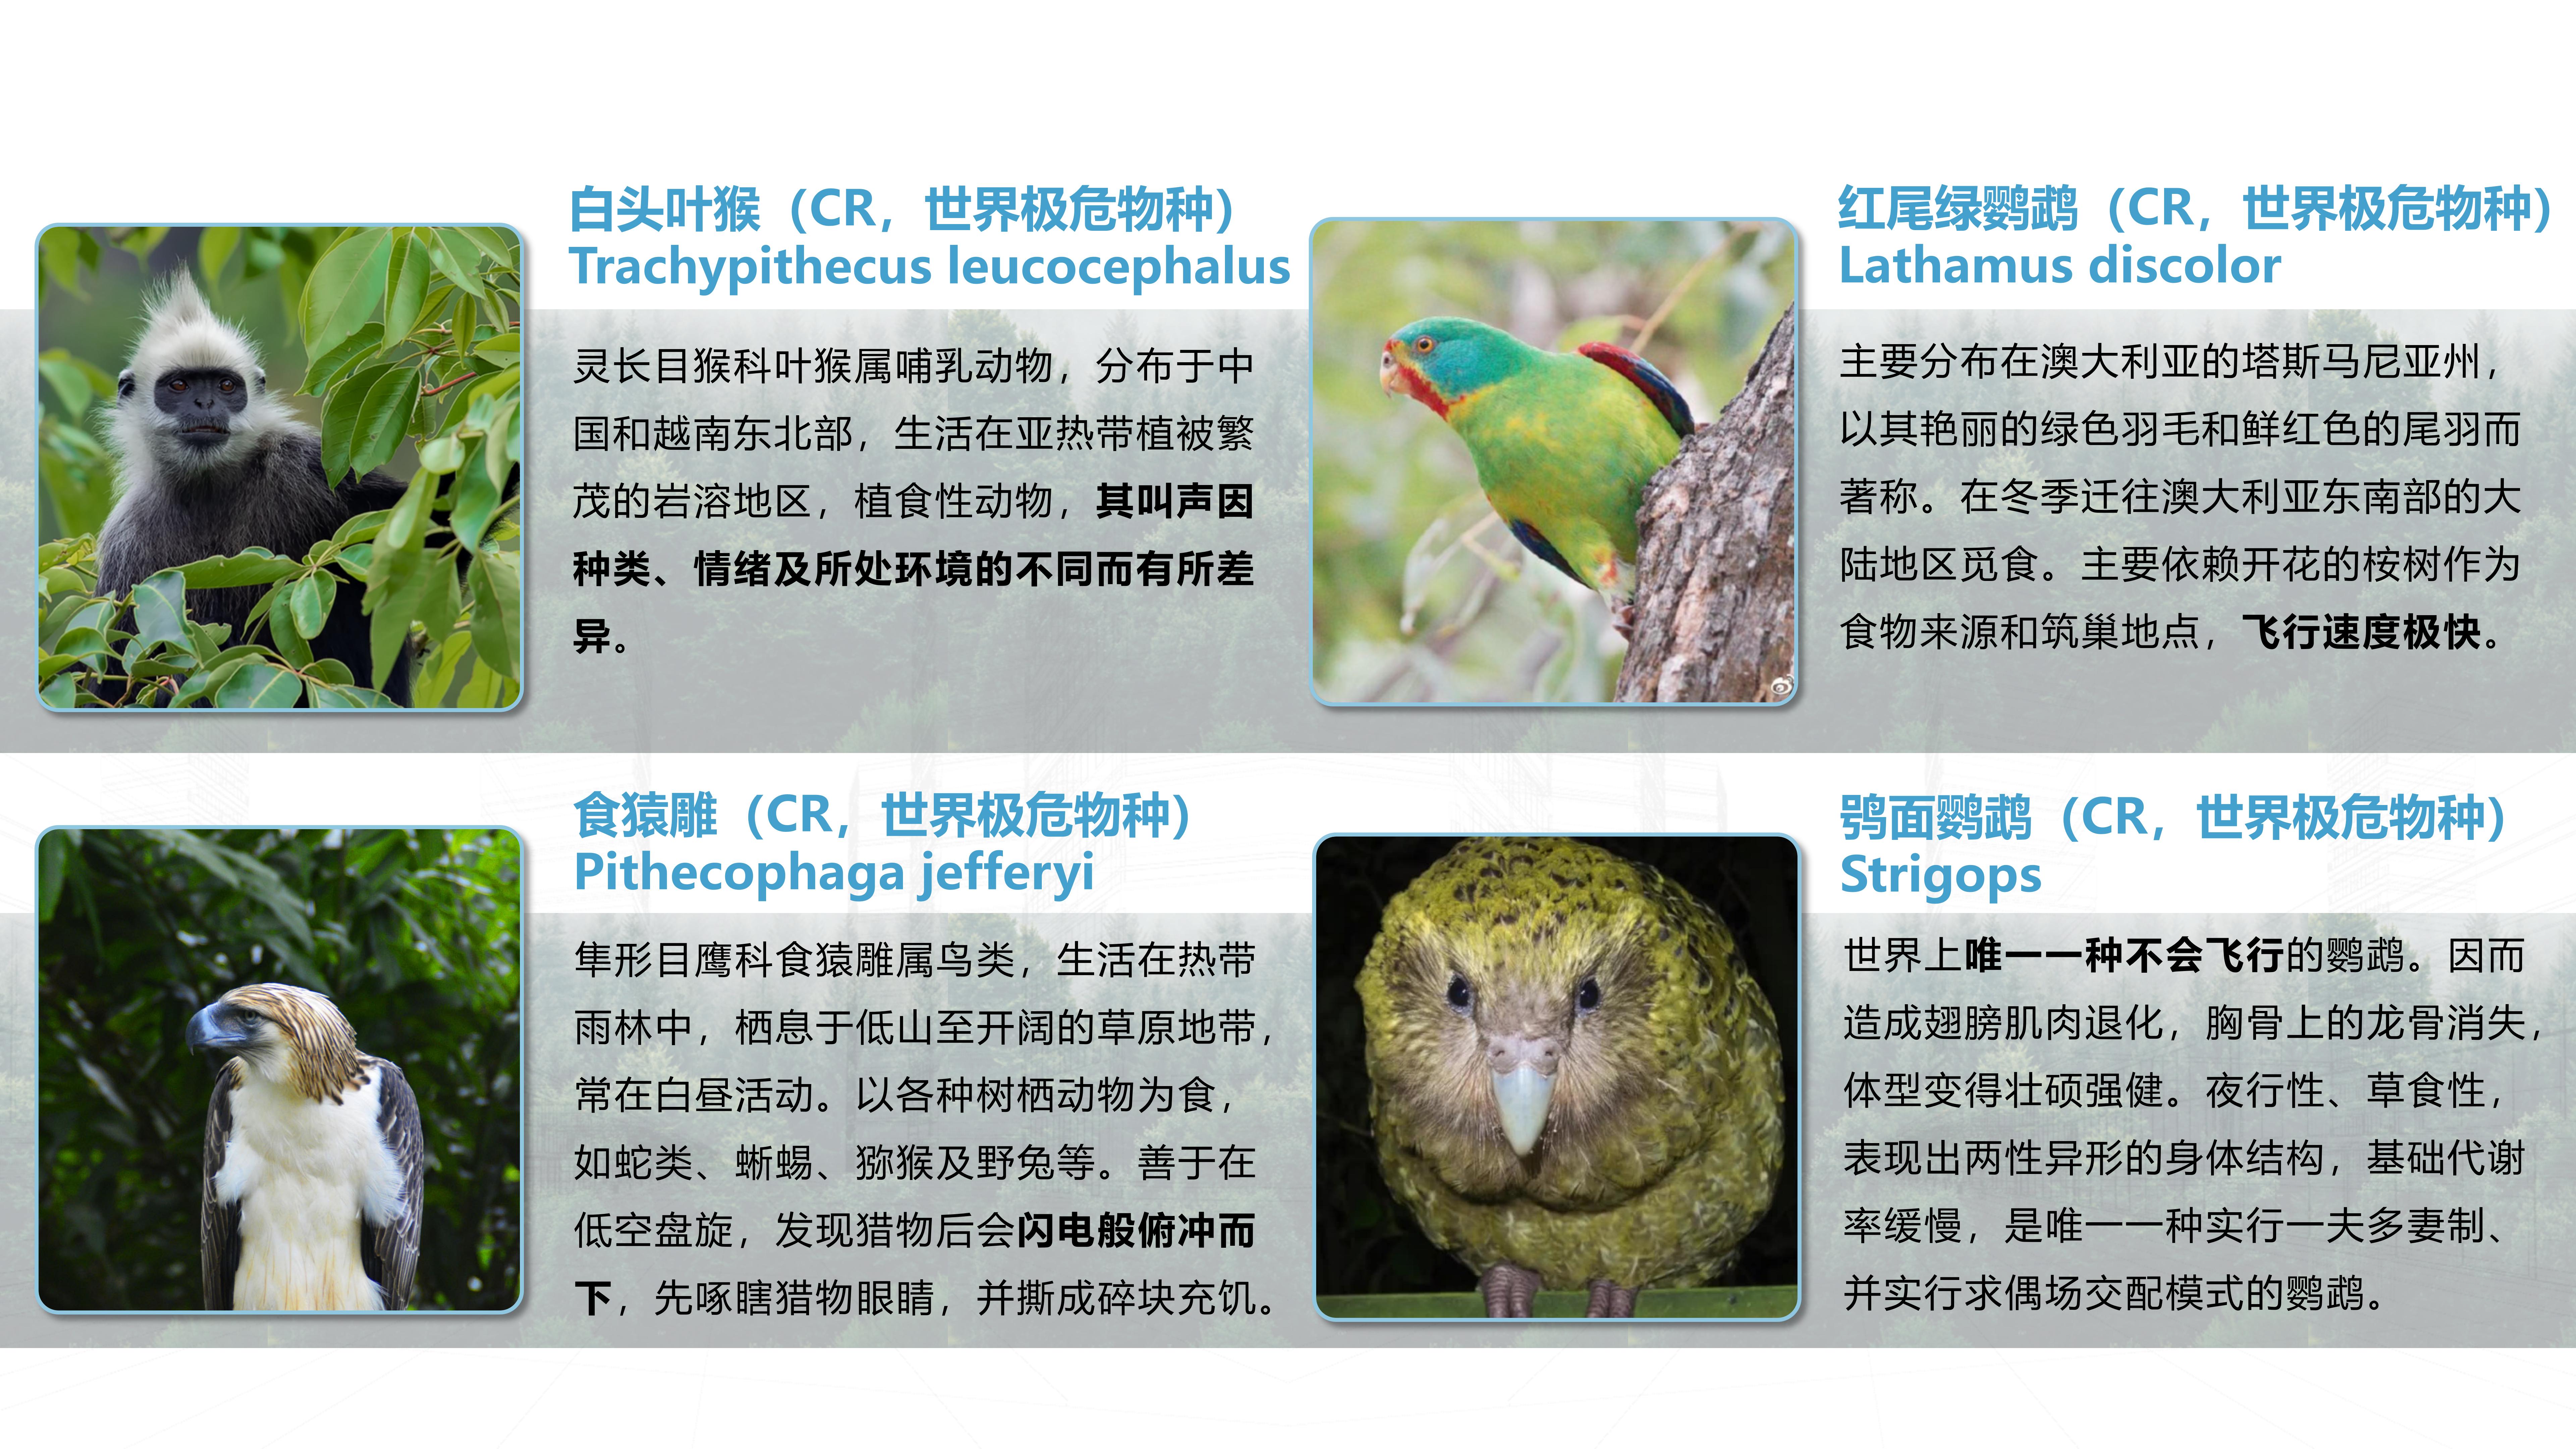 白头叶猴（CR，世界极危物种）
Trachypithecus leucocephalus
灵长目猴科叶猴属哺乳动物，分布于中
国和越南东北部，生活在亚热带植被繁
茂的岩溶地区，植食性动物，其叫声因
种类、情绪及所处环境的不同而有所差
异。
红尾绿鹦鹉（CR，世界极危物种）
Lathamus discolor
主要分布在澳大利亚的塔斯马尼亚州，
以其艳丽的绿色羽毛和鲜红色的尾羽而
著称。在冬季迁往澳大利亚东南部的大
陆地区觅食。主要依赖开花的桉树作为
食物来源和筑巢地点，飞行速度极快。
食猿雕（CR，世界极危物种）
Pithecophaga jefferyi
隼形目鹰科食猿雕属鸟类，生活在热带
雨林中，栖息于低山至开阔的草原地带，
常在白昼活动。以各种树栖动物为食，
如蛇类、蜥蜴、猕猴及野兔等。善于在
低空盘旋，发现猎物后会闪电般俯冲而
下，先啄瞎猎物眼睛，并撕成碎块充饥。
鸮面鹦鹉（CR，世界极危物种）
Strigops
世界上唯一一种不会飞行的鹦鹉。因而
造成翅膀肌肉退化，胸骨上的龙骨消失，
体型变得壮硕强健。夜行性、草食性，
表现出两性异形的身体结构，基础代谢
率缓慢，是唯一一种实行一夫多妻制、
并实行求偶场交配模式的鹦鹉。